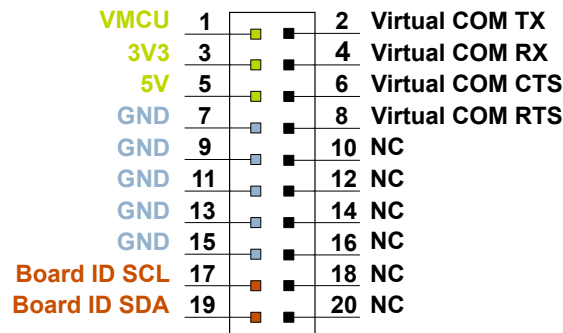 VMCU 1 2 Virtual COM TX
3V3 3 4 Virtual COM RX
5V 5 6 Virtual COM CTS
GND 7 8 Virtual COM RTS
GND 9 10 NC
GND 11 12 NC
GND 13 14 NC
GND 15 16 NC
Board ID SCL 17 18 NC
Board ID SDA 19 20 NC